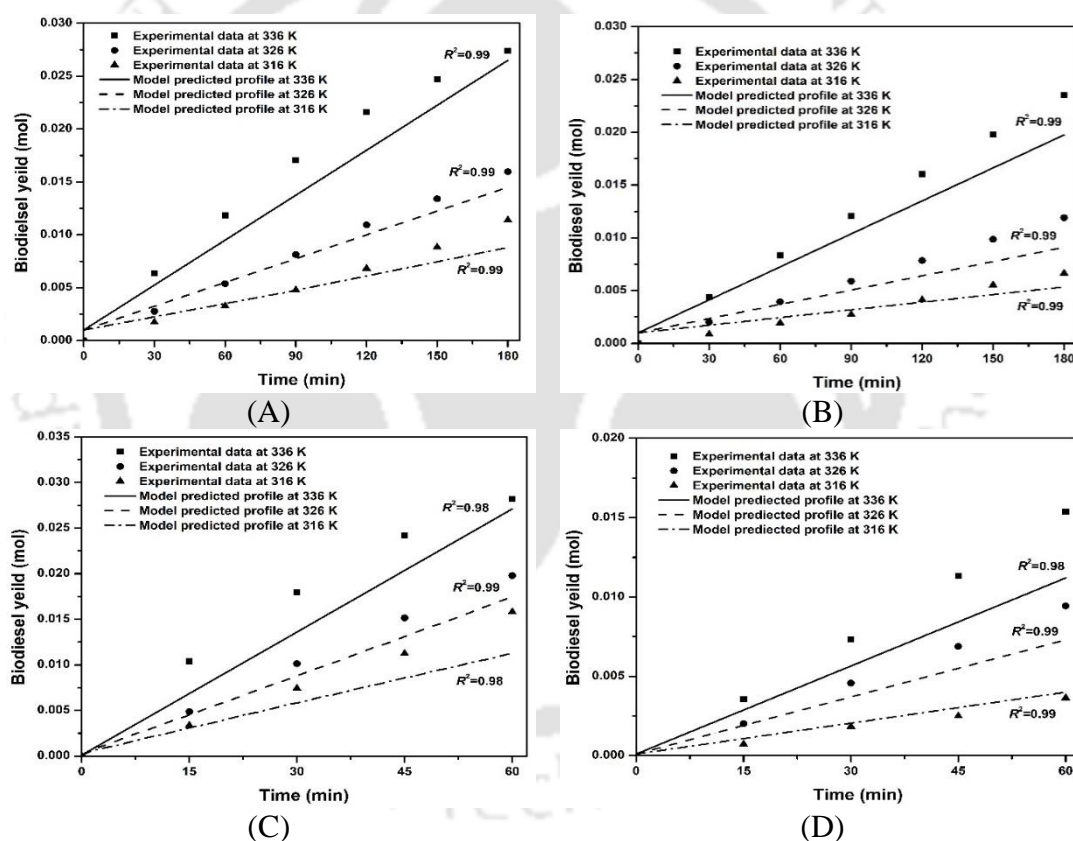 0.030
0.025
0.020
0.015
0.010
0.005
0.000
Biodielsel yeild (mol)
Experimental data at 336 K
Experimental data at 326 K
Experimental data at 316 K
Model predicted profile at 336 K
Model predicted profile at 326 K
Model predicted profile at 316 K
R²=0.99
R²=0.99
R²=0.99
0 30 60 90 120 150 180
Time (min)
(A)
0.030
0.025
0.020
0.015
0.010
0.005
0.000
Biodiesel yeild (mol)
Experimental data at 336 K
Experimental data at 326 K
Experimental data at 316 K
Model predicted profile at 336 K
Model predicted profile at 326 K
Model predicted profile at 316 K
R²=0.99
R²=0.99
R²=0.99
0 30 60 90 120 150 180
Time (min)
(B)
0.035
0.030
0.025
0.020
0.015
0.010
0.005
0.000
Biodiesel yeild (mol)
Experimental data at 336 K
Experimental data at 326 K
Experimental data at 316 K
Model predicted profile at 336 K
Model predicted profile at 326 K
Model predicted profile at 316 K
R²=0.98
R²=0.99
R²=0.98
0 15 30 45 60
Time (min)
(C)
0.020
0.015
0.010
0.005
0.000
Biodiesel yeild (mol)
Experimental data at 336 K
Experimental data at 326 K
Experimental data at 316 K
Model prediected profile at 336 K
Model prediected profile at 326 K
Model prediected profile at 316 K
R²=0.98
R²=0.99
R²=0.99
0 15 30 45 60
Time (min)
(D)